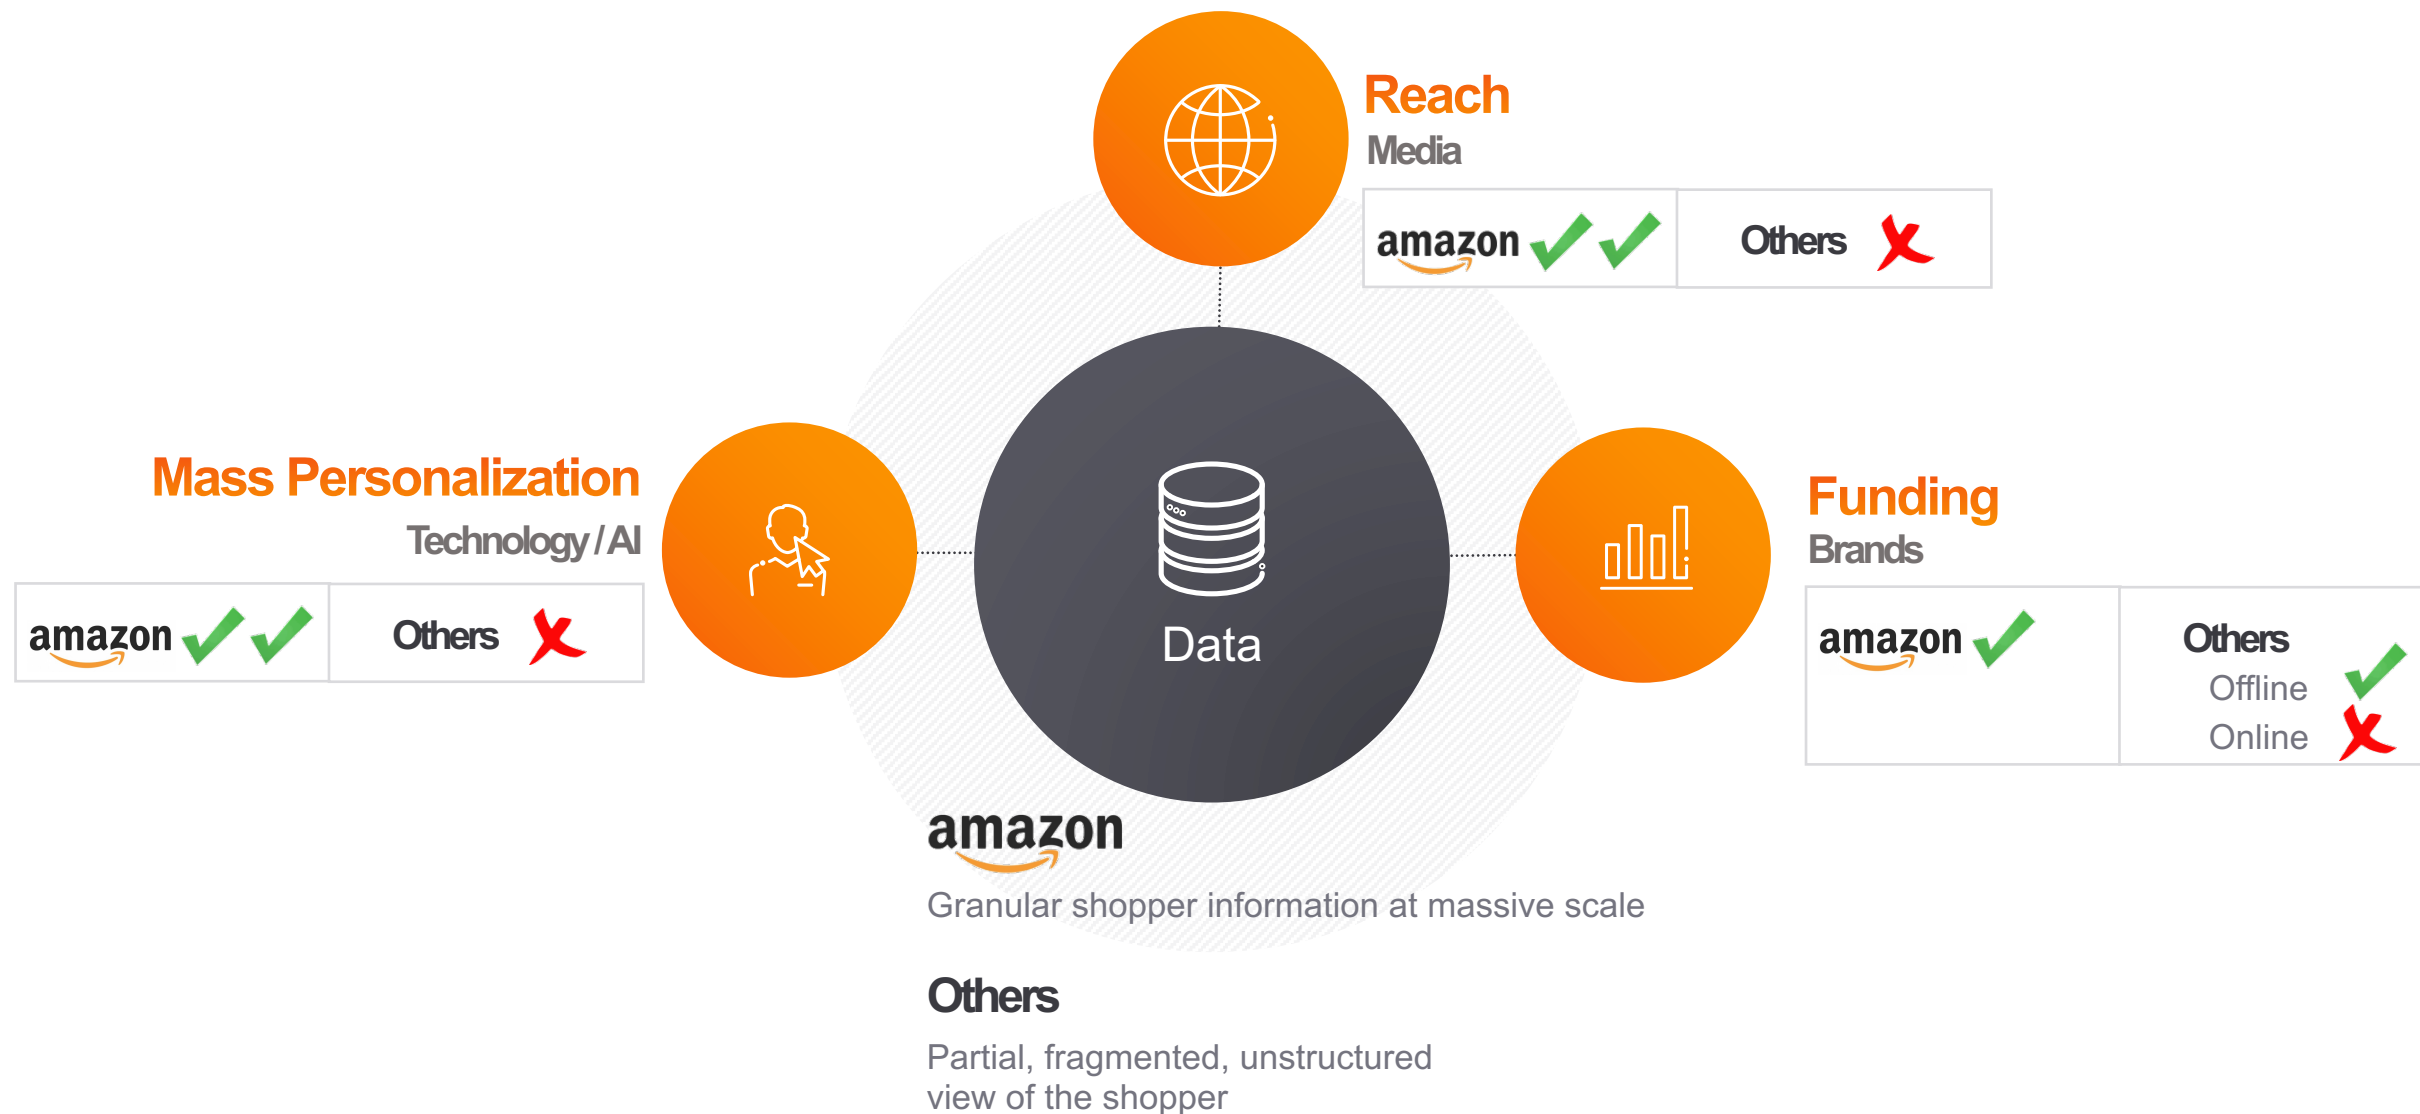 Reach
Media
amazon
Others
Mass Personalization
Technology / AI
amazon
Others
Data
Funding
Brands
amazon
Others
Offline
Online
amazon
Granular shopper information at massive scale
Others
Partial, fragmented, unstructured
view of the shopper